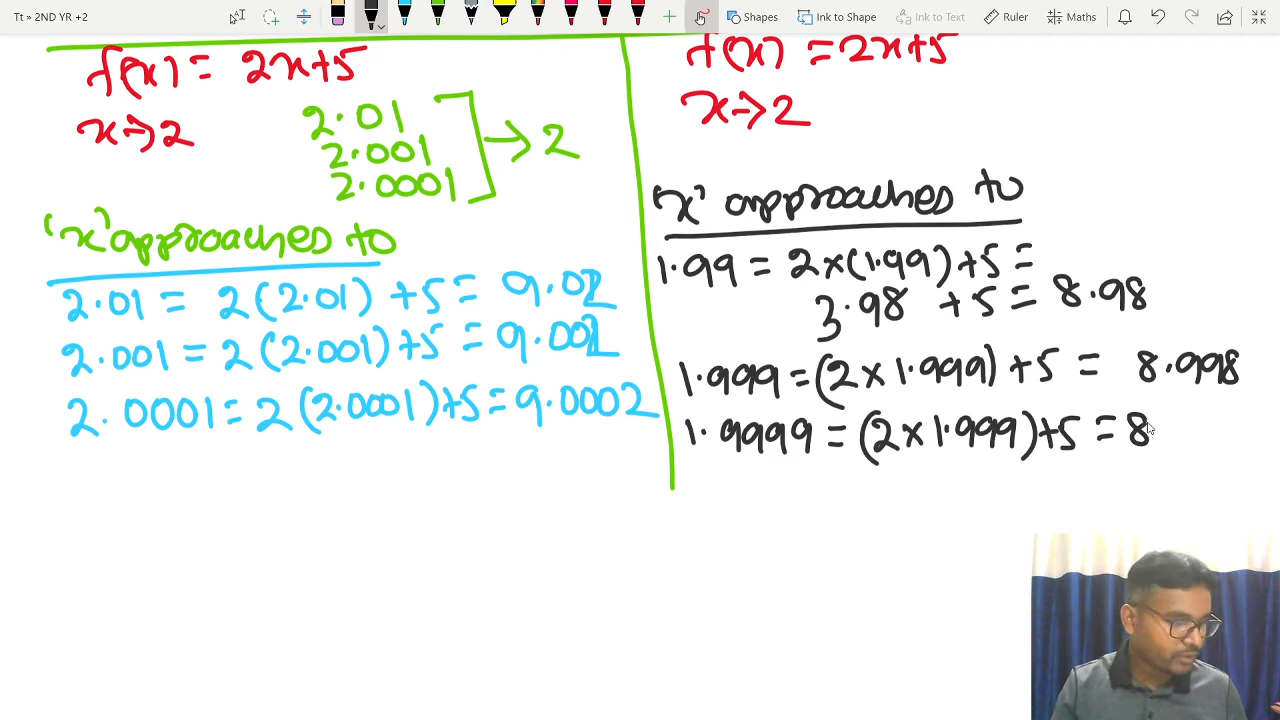 Tt » 2ND YR +2
Shapes
Ink to Shape
Ink to Text
Ruler
Maths
f(x) = 2x+5
x→2
2.01
2.001
2.0001
→ 2
'x' approaches to
2.01 = 2(2.01) +5 = 9.02
2.001 = 2(2.001)+5 = 9.002
2.0001 = 2(2.0001)+5 = 9.0002
f(x) = 2x+5
x→2
'x' approaches to
1.99 = 2×(1.99)+5 =
3.98 +5 = 8.98
1.999 = (2×1.999)+5 = 8.998
1.9999 = (2×1.999)+5 = 8